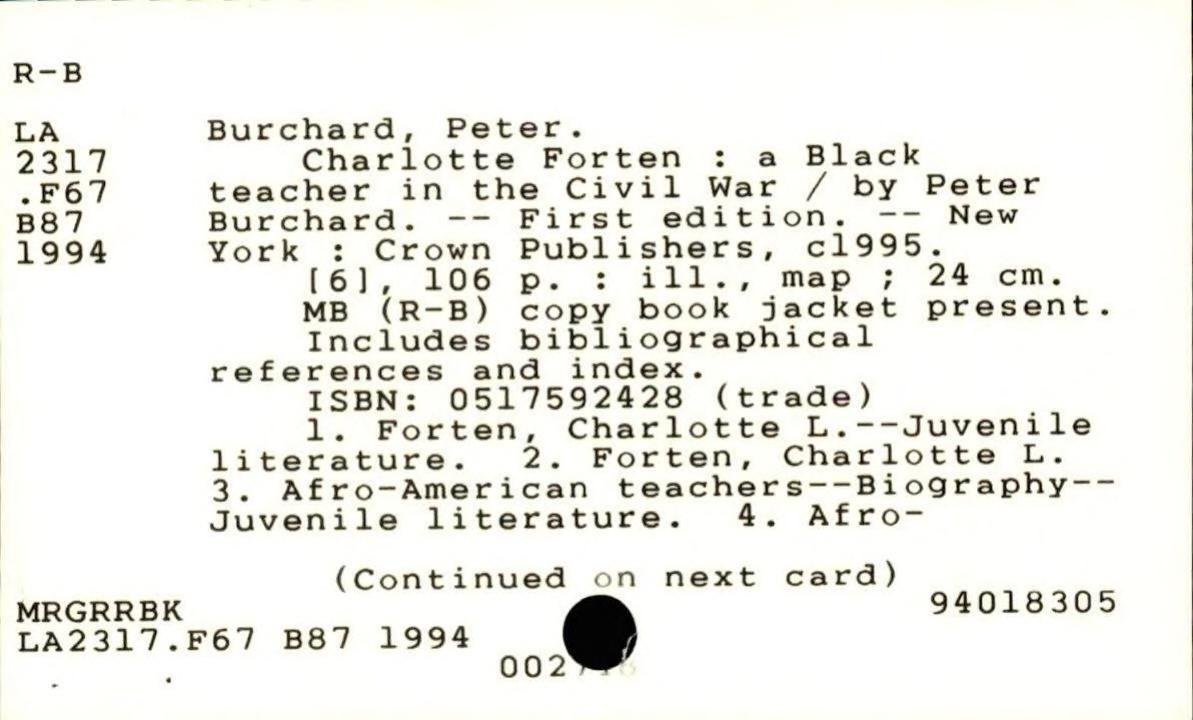 R-B
LA Burchard, Peter.
2317 Charlotte Forten : a Black
.F67 teacher in the Civil War / by Peter
B87 Burchard. -- First edition. -- New
1994 York : Crown Publishers, c1995.
[6], 106 p. : ill., map ; 24 cm.
MB (R-B) copy book jacket present.
Includes bibliographical
references and index.
ISBN: 0517592428 (trade)
1. Forten, Charlotte L.--Juvenile
literature. 2. Forten, Charlotte L.
3. Afro-American teachers--Biography--
Juvenile literature. 4. Afro-
(Continued on next card)
MRGRRBK 94018305
LA2317.F67 B87 1994